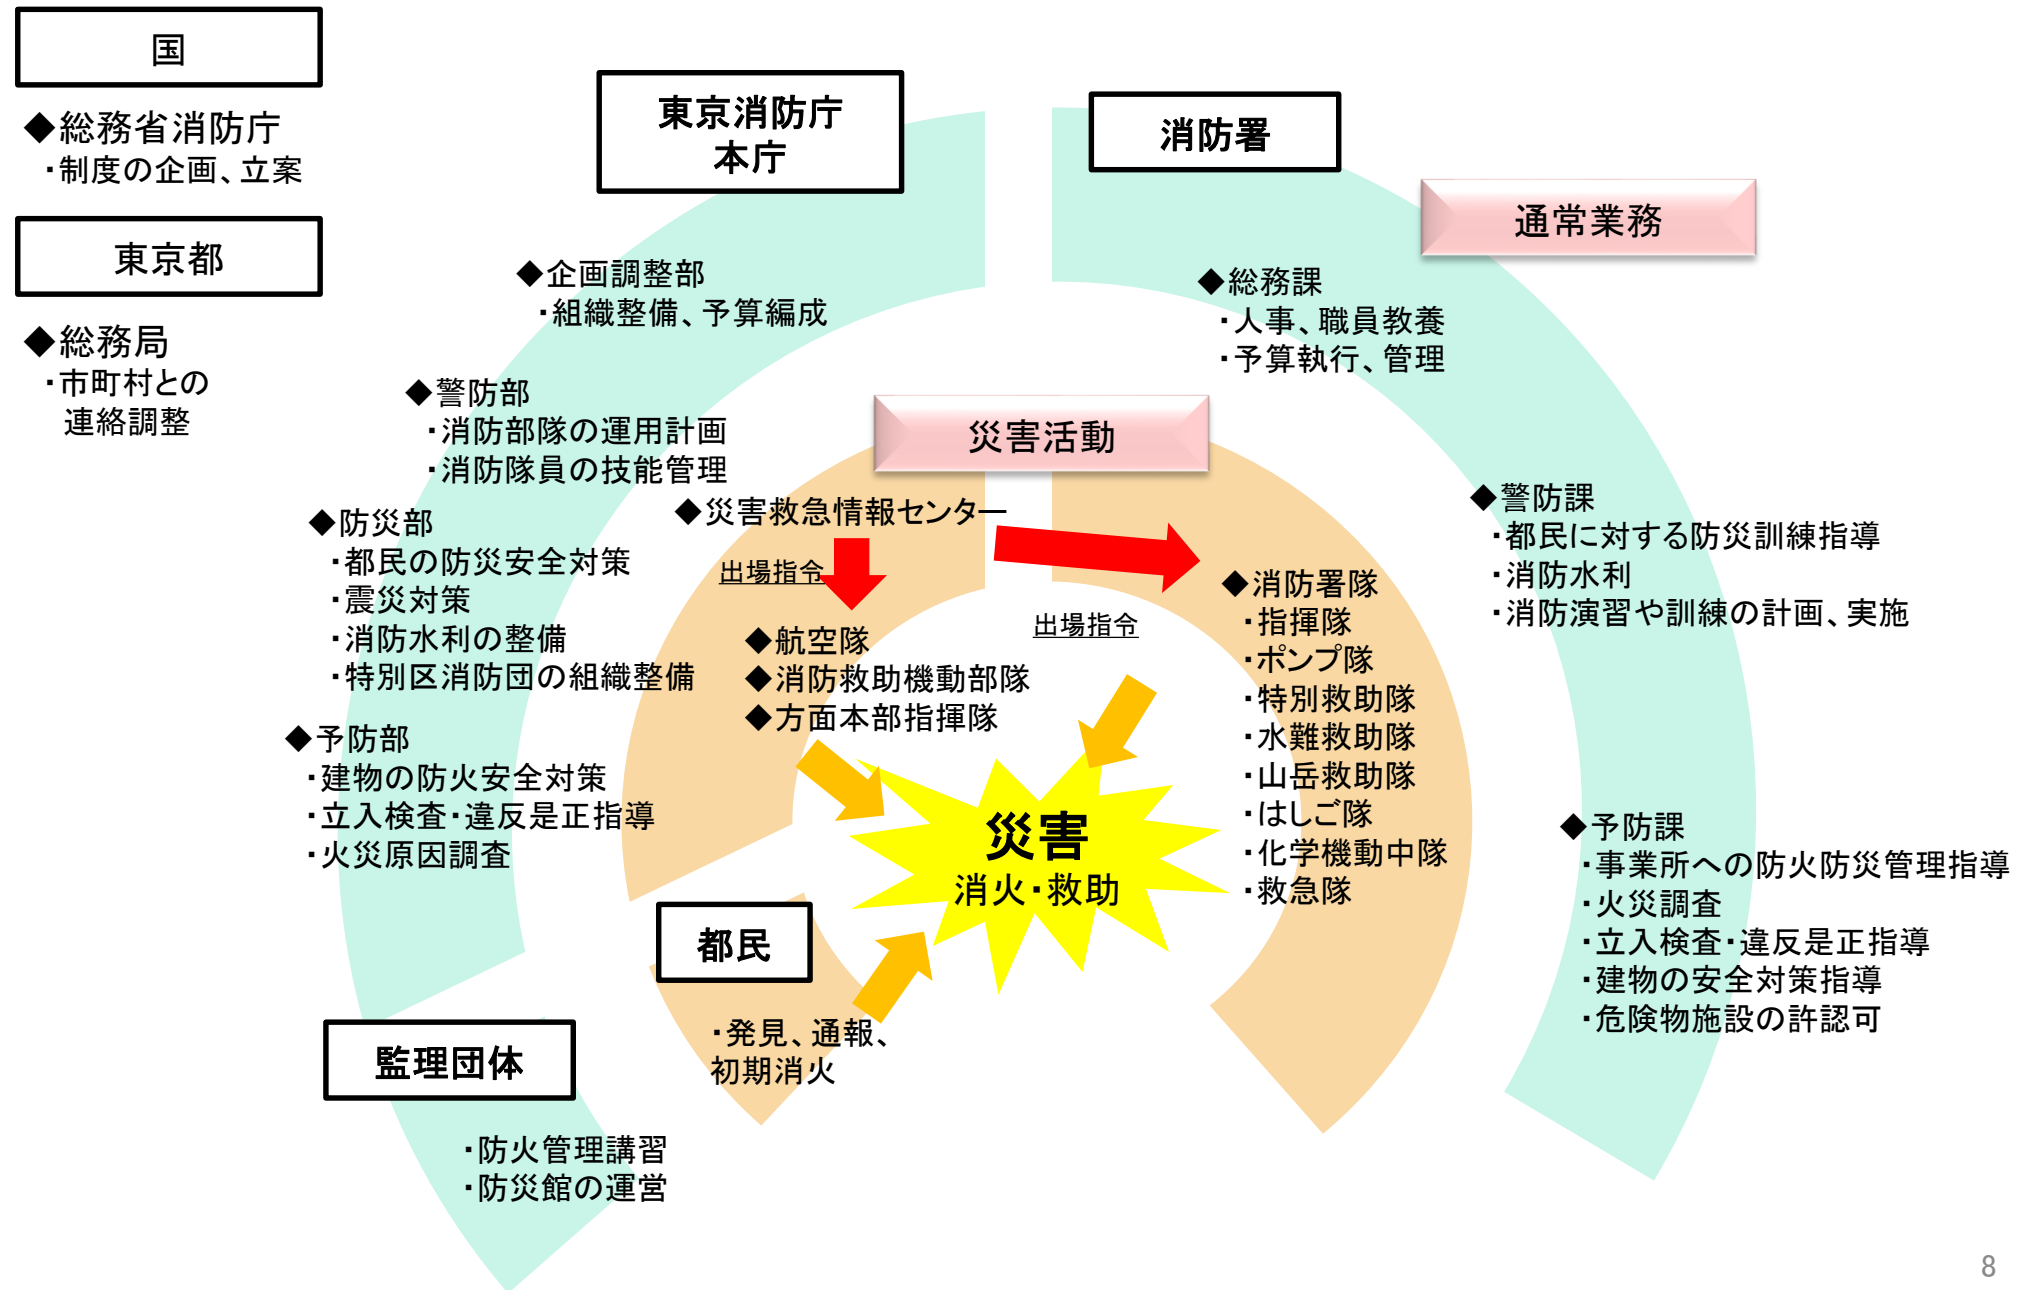 国
◆総務省消防庁
・制度の企画、立案
東京都
◆総務局
・市町村との
連絡調整
東京消防庁
本庁
◆企画調整部
・組織整備、予算編成
◆警防部
・消防部隊の運用計画
・消防隊員の技能管理
◆防災部
・都民の防災安全対策
・震災対策
・消防水利の整備
・特別区消防団の組織整備
◆予防部
・建物の防火安全対策
・立入検査・違反是正指導
・火災原因調査
監理団体
・防火管理講習
・防災館の運営
消防署
通常業務
◆総務課
・人事、職員教養
・予算執行、管理
◆警防課
・都民に対する防災訓練指導
・消防水利
・消防演習や訓練の計画、実施
◆予防課
・事業所への防火防災管理指導
・火災調査
・立入検査・違反是正指導
・建物の安全対策指導
・危険物施設の許認可
災害活動
◆災害救急情報センター
出場指令
◆航空隊
◆消防救助機動部隊
◆方面本部指揮隊
出場指令
◆消防署隊
・指揮隊
・ポンプ隊
・特別救助隊
・水難救助隊
・山岳救助隊
・はしご隊
・化学機動中隊
・救急隊
災害
消火・救助
都民
・発見、通報、
初期消火
8